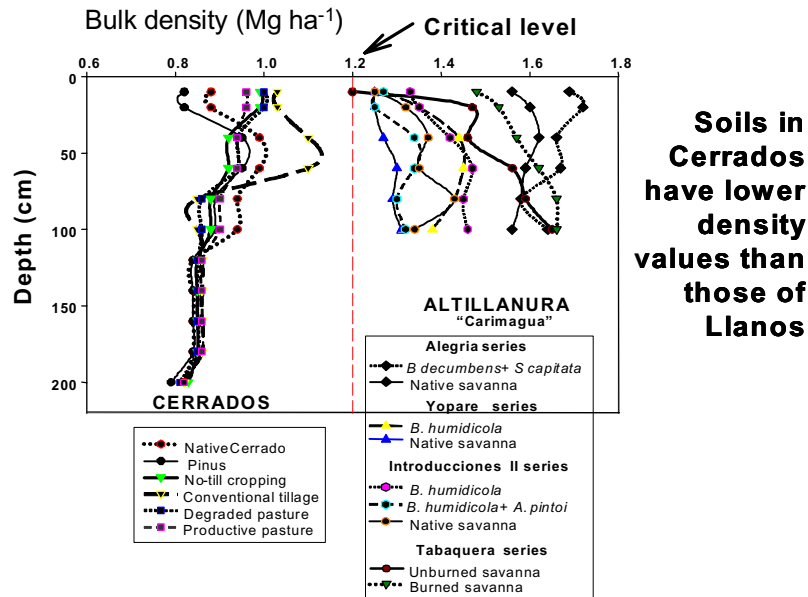 Bulk density (Mg ha-1)
Critical level
0.6 0.8 1.0 1.2 1.4 1.6 1.8
0
50
100
150
200
Depth (cm)
Soils in
Cerrados
have lower
density
values than
those of
Llanos
CERRADOS
Native Cerrado
Pinus
No-till cropping
Conventional tillage
Degraded pasture
Productive pasture
ALTILLANURA
“Carimagua”
Alegria series
B decumbens+ S capitata
Native savanna
Yopare series
B. humidicola
Native savanna
Introducciones II series
B. humidicola
B. humidicola+ A. pintoi
Native savanna
Tabaquera series
Unburned savanna
Burned savanna